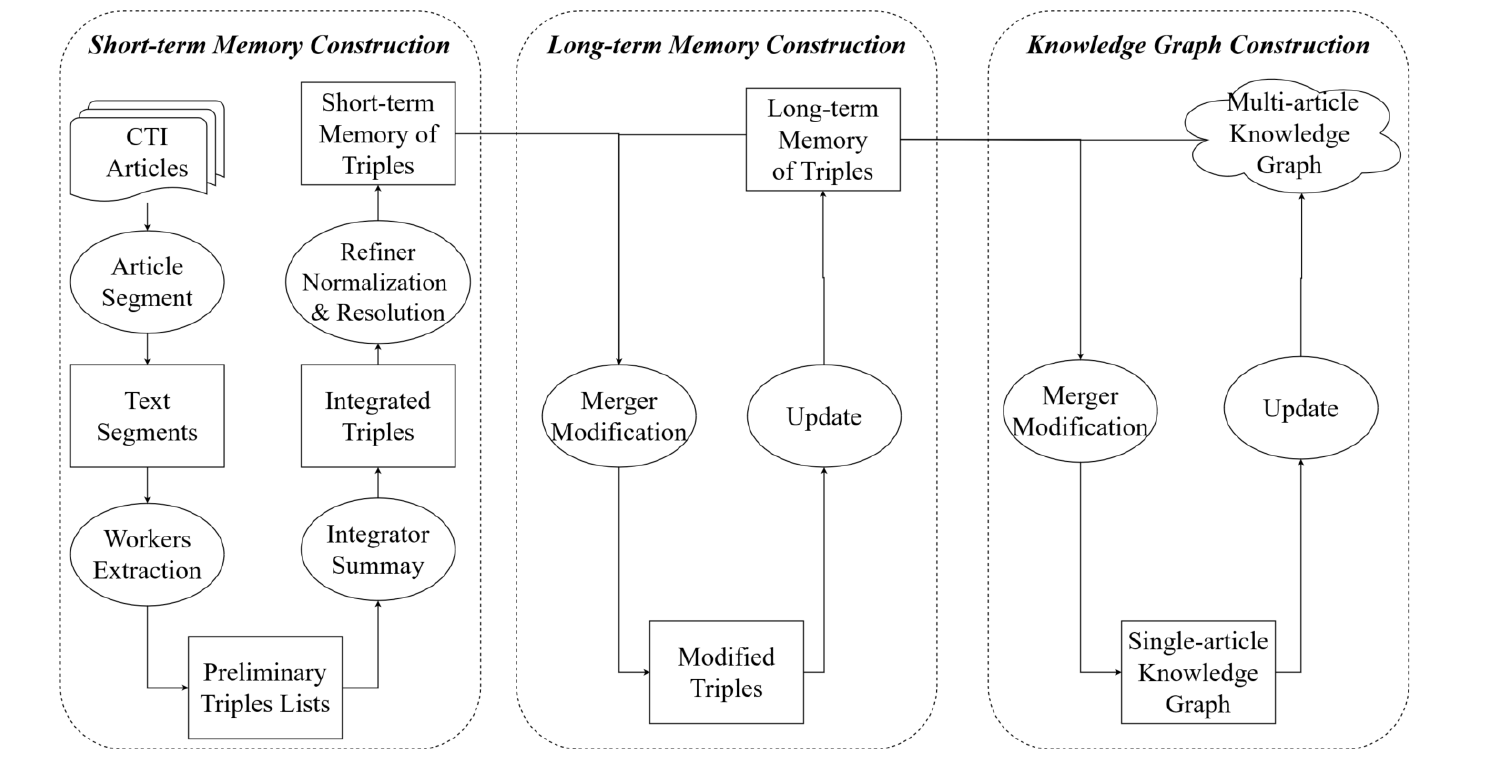 Short-term Memory Construction
CTI
Articles
Article
Segment
Text
Segments
Workers
Extraction
Preliminary
Triples Lists
Integrator
Summay
Integrated
Triples
Refiner
Normalization
& Resolution
Short-term
Memory of
Triples
Long-term Memory Construction
Merger
Modification
Modified
Triples
Update
Long-term
Memory
of Triples
Knowledge Graph Construction
Merger
Modification
Single-article
Knowledge
Graph
Update
Multi-article
Knowledge
Graph